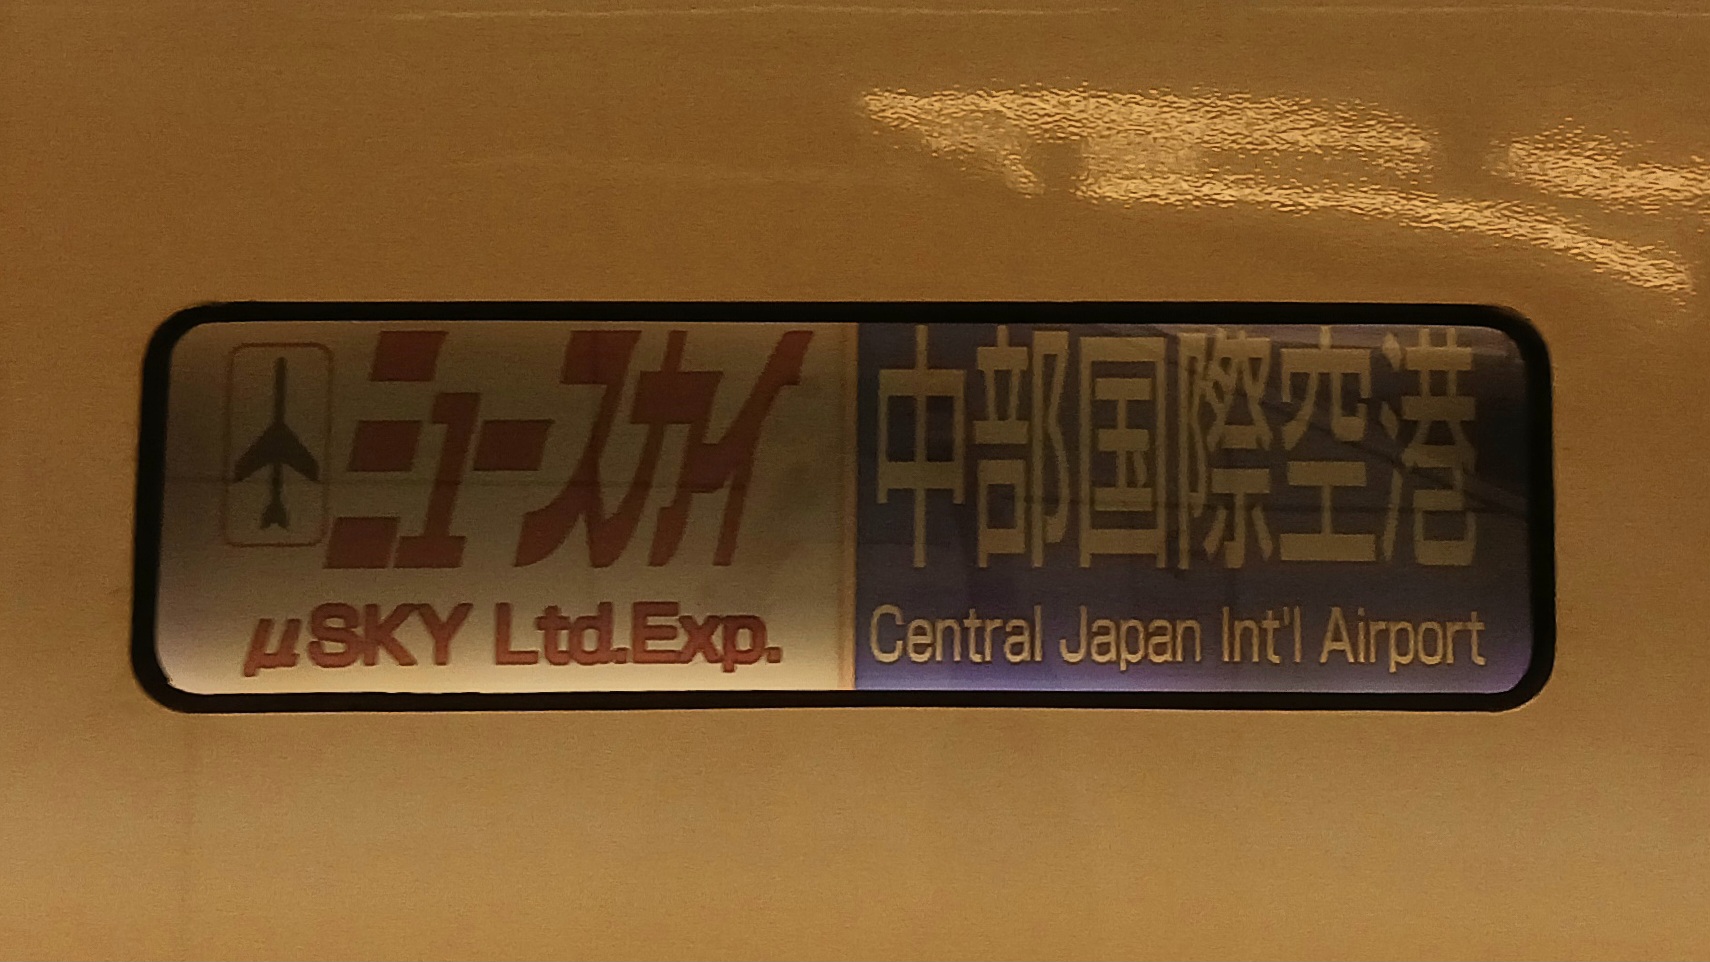 ミュースカイ
μSKY Ltd.Exp.
中部国際空港
Central Japan Int'l Airport